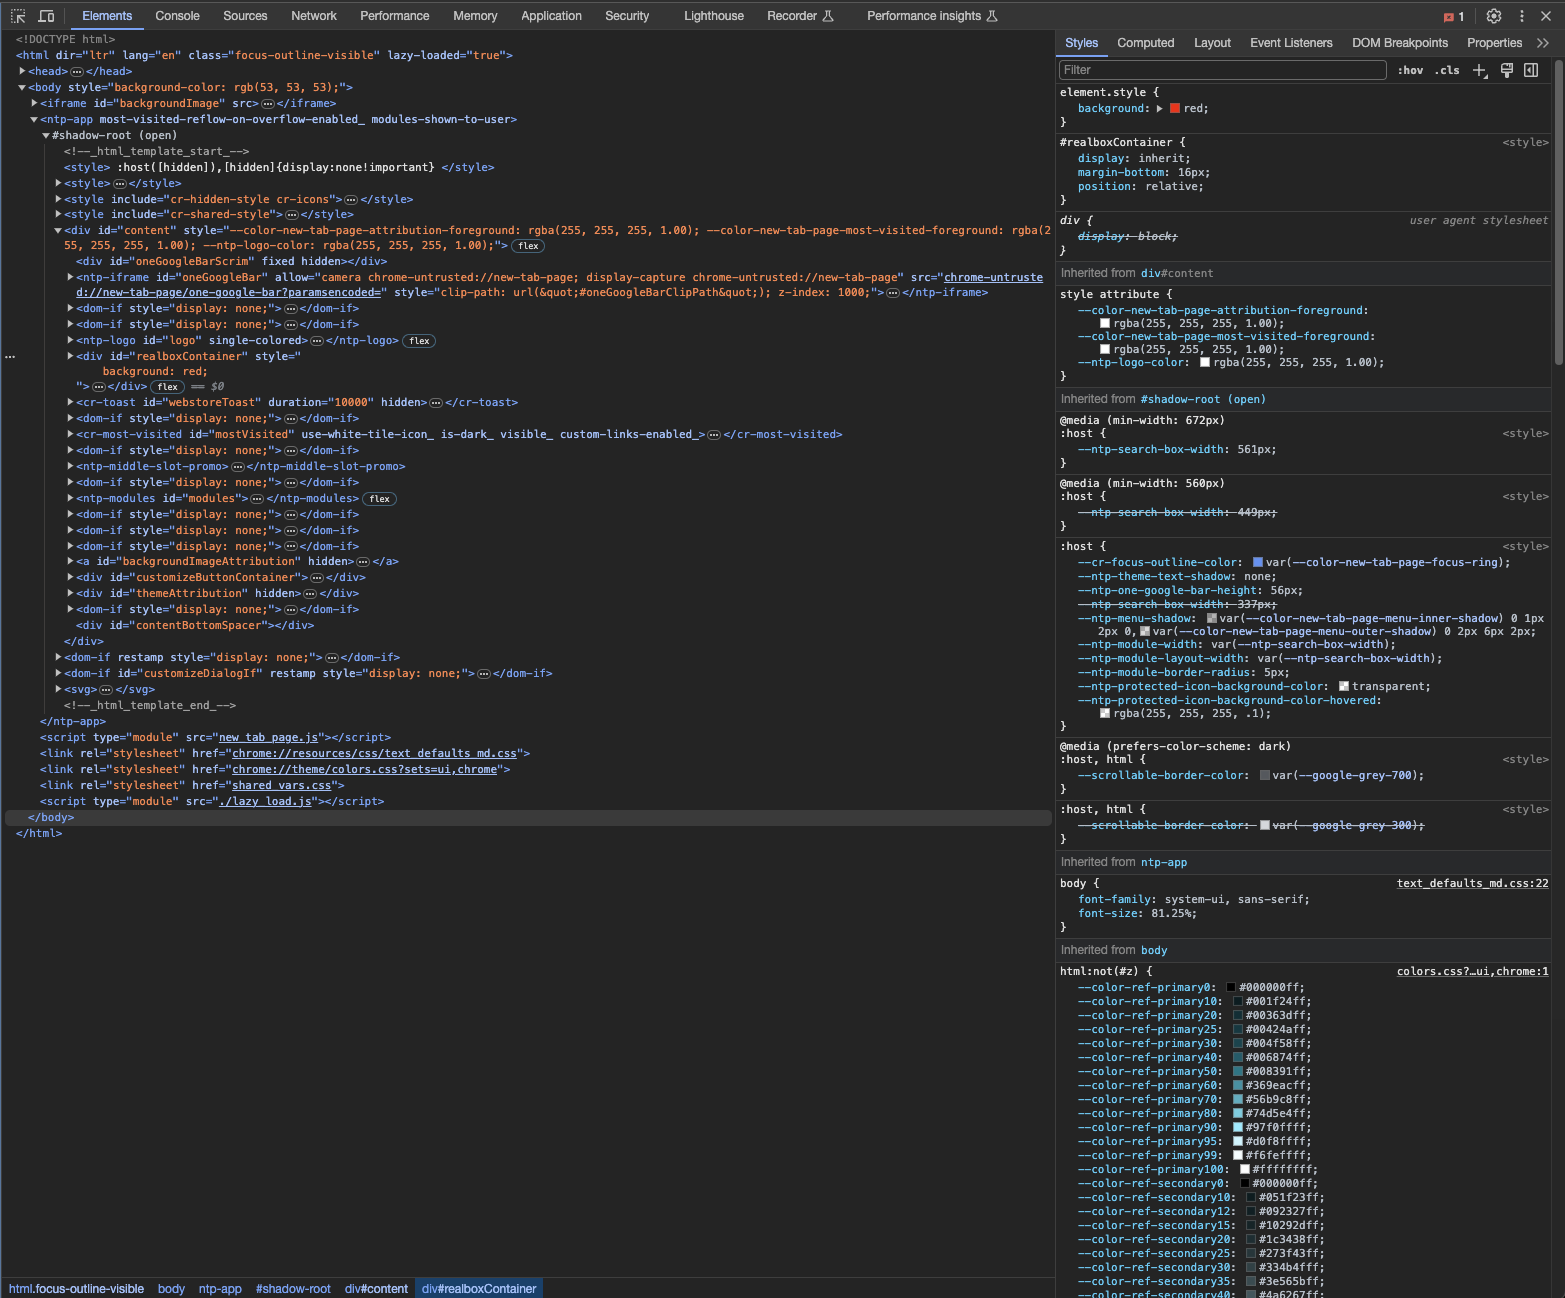 Elements Console Sources Network Performance Memory Application Security Lighthouse Recorder Performance insights 1
<!DOCTYPE html>
<html dir="ltr" lang="en" class="focus-outline-visible" lazy-loaded="true">
<head>…</head>
<body style="background-color: rgb(53, 53, 53);">
<iframe id="backgroundImage" src>…</iframe>
<ntp-app most-visited-reflow-on-overflow-enabled_ modules-shown-to-user>
#shadow-root (open)
<!--_html_template_start_-->
<style> :host([hidden]),[hidden]{display:none!important} </style>
<style>…</style>
<style include="cr-hidden-style cr-icons">…</style>
<style include="cr-shared-style">…</style>
<div id="content" style="--color-new-tab-page-attribution-foreground: rgba(255, 255, 255, 1.00); --color-new-tab-page-most-visited-foreground: rgba(2
55, 255, 255, 1.00); --ntp-logo-color: rgba(255, 255, 255, 1.00);"> flex
<div id="oneGoogleBarScrim" fixed hidden></div>
<ntp-iframe id="oneGoogleBar" allow="camera chrome-untrusted://new-tab-page; display-capture chrome-untrusted://new-tab-page" src="chrome-untruste
d://new-tab-page/one-google-bar?paramsencoded=" style="clip-path: url(&quot;#oneGoogleBarClipPath&quot;); z-index: 1000;">…</ntp-iframe>
<dom-if style="display: none;">…</dom-if>
<dom-if style="display: none;">…</dom-if>
<ntp-logo id="logo" single-colored>…</ntp-logo> flex
… <div id="realboxContainer" style="
background: red;
">…</div> flex == $0
<cr-toast id="webstoreToast" duration="10000" hidden>…</cr-toast>
<dom-if style="display: none;">…</dom-if>
<cr-most-visited id="mostVisited" use-white-tile-icon_ is-dark_ visible_ custom-links-enabled_>…</cr-most-visited>
<dom-if style="display: none;">…</dom-if>
<ntp-middle-slot-promo>…</ntp-middle-slot-promo>
<dom-if style="display: none;">…</dom-if>
<ntp-modules id="modules">…</ntp-modules> flex
<dom-if style="display: none;">…</dom-if>
<dom-if style="display: none;">…</dom-if>
<dom-if style="display: none;">…</dom-if>
<a id="backgroundImageAttribution" hidden>…</a>
<div id="customizeButtonContainer">…</div>
<div id="themeAttribution" hidden>…</div>
<dom-if style="display: none;">…</dom-if>
<div id="contentBottomSpacer"></div>
</div>
<dom-if restamp style="display: none;">…</dom-if>
<dom-if id="customizeDialogIf" restamp style="display: none;">…</dom-if>
<svg>…</svg>
<!--_html_template_end_-->
</ntp-app>
<script type="module" src="new_tab_page.js"></script>
<link rel="stylesheet" href="chrome://resources/css/text_defaults_md.css">
<link rel="stylesheet" href="chrome://theme/colors.css?sets=ui,chrome">
<link rel="stylesheet" href="shared_vars.css">
<script type="module" src="./lazy_load.js"></script>
</body>
</html>
html.focus-outline-visible body ntp-app #shadow-root div#content div#realboxContainer
Styles Computed Layout Event Listeners DOM Breakpoints Properties
Filter :hov .cls
element.style {
background: red;
}
#realboxContainer { <style>
display: inherit;
margin-bottom: 16px;
position: relative;
}
div { user agent stylesheet
display: block;
}
Inherited from div#content
style attribute {
--color-new-tab-page-attribution-foreground:
rgba(255, 255, 255, 1.00);
--color-new-tab-page-most-visited-foreground:
rgba(255, 255, 255, 1.00);
--ntp-logo-color: rgba(255, 255, 255, 1.00);
}
Inherited from #shadow-root (open)
@media (min-width: 672px)
:host { <style>
--ntp-search-box-width: 561px;
}
@media (min-width: 560px)
:host { <style>
--ntp-search-box-width: 449px;
}
:host { <style>
--cr-focus-outline-color: var(--color-new-tab-page-focus-ring);
--ntp-theme-text-shadow: none;
--ntp-one-google-bar-height: 56px;
--ntp-search-box-width: 337px;
--ntp-menu-shadow: var(--color-new-tab-page-menu-inner-shadow) 0 1px
2px 0, var(--color-new-tab-page-menu-outer-shadow) 0 2px 6px 2px;
--ntp-module-width: var(--ntp-search-box-width);
--ntp-module-layout-width: var(--ntp-search-box-width);
--ntp-module-border-radius: 5px;
--ntp-protected-icon-background-color: transparent;
--ntp-protected-icon-background-color-hovered:
rgba(255, 255, 255, .1);
}
@media (prefers-color-scheme: dark)
:host, html { <style>
--scrollable-border-color: var(--google-grey-700);
}
:host, html { <style>
--scrollable-border-color: var(--google-grey-300);
}
Inherited from ntp-app
body { text_defaults_md.css:22
font-family: system-ui, sans-serif;
font-size: 81.25%;
}
Inherited from body
html:not(#z) { colors.css?…ui,chrome:1
--color-ref-primary0: #000000ff;
--color-ref-primary10: #001f24ff;
--color-ref-primary20: #00363dff;
--color-ref-primary25: #00424aff;
--color-ref-primary30: #004f58ff;
--color-ref-primary40: #006874ff;
--color-ref-primary50: #008391ff;
--color-ref-primary60: #369eacff;
--color-ref-primary70: #56b9c8ff;
--color-ref-primary80: #74d5e4ff;
--color-ref-primary90: #97f0ffff;
--color-ref-primary95: #d0f8ffff;
--color-ref-primary99: #f6feffff;
--color-ref-primary100: #ffffffff;
--color-ref-secondary0: #000000ff;
--color-ref-secondary10: #051f23ff;
--color-ref-secondary12: #092327ff;
--color-ref-secondary15: #10292dff;
--color-ref-secondary20: #1c3438ff;
--color-ref-secondary25: #273f43ff;
--color-ref-secondary30: #334b4fff;
--color-ref-secondary35: #3e565bff;
--color-ref-secondary40: #4a6267ff;